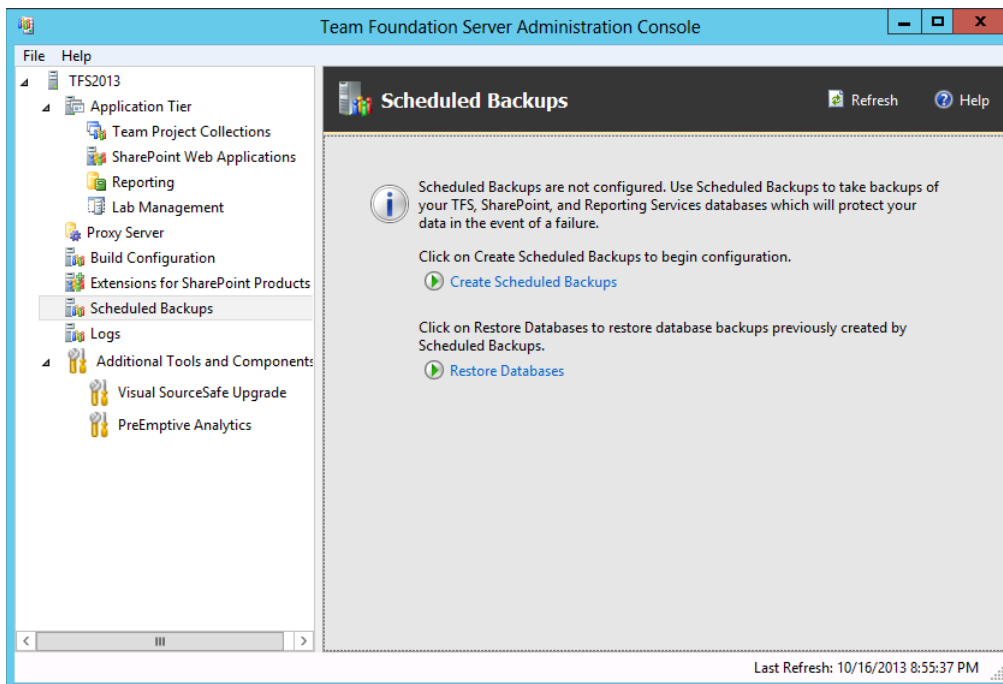 Team Foundation Server Administration Console
File Help
TFS2013
Application Tier
Team Project Collections
SharePoint Web Applications
Reporting
Lab Management
Proxy Server
Build Configuration
Extensions for SharePoint Products
Scheduled Backups
Logs
Additional Tools and Components
Visual SourceSafe Upgrade
PreEmptive Analytics
Scheduled Backups
Refresh
Help
Scheduled Backups are not configured. Use Scheduled Backups to take backups of
your TFS, SharePoint, and Reporting Services databases which will protect your
data in the event of a failure.
Click on Create Scheduled Backups to begin configuration.
Create Scheduled Backups
Click on Restore Databases to restore database backups previously created by
Scheduled Backups.
Restore Databases
Last Refresh: 10/16/2013 8:55:37 PM